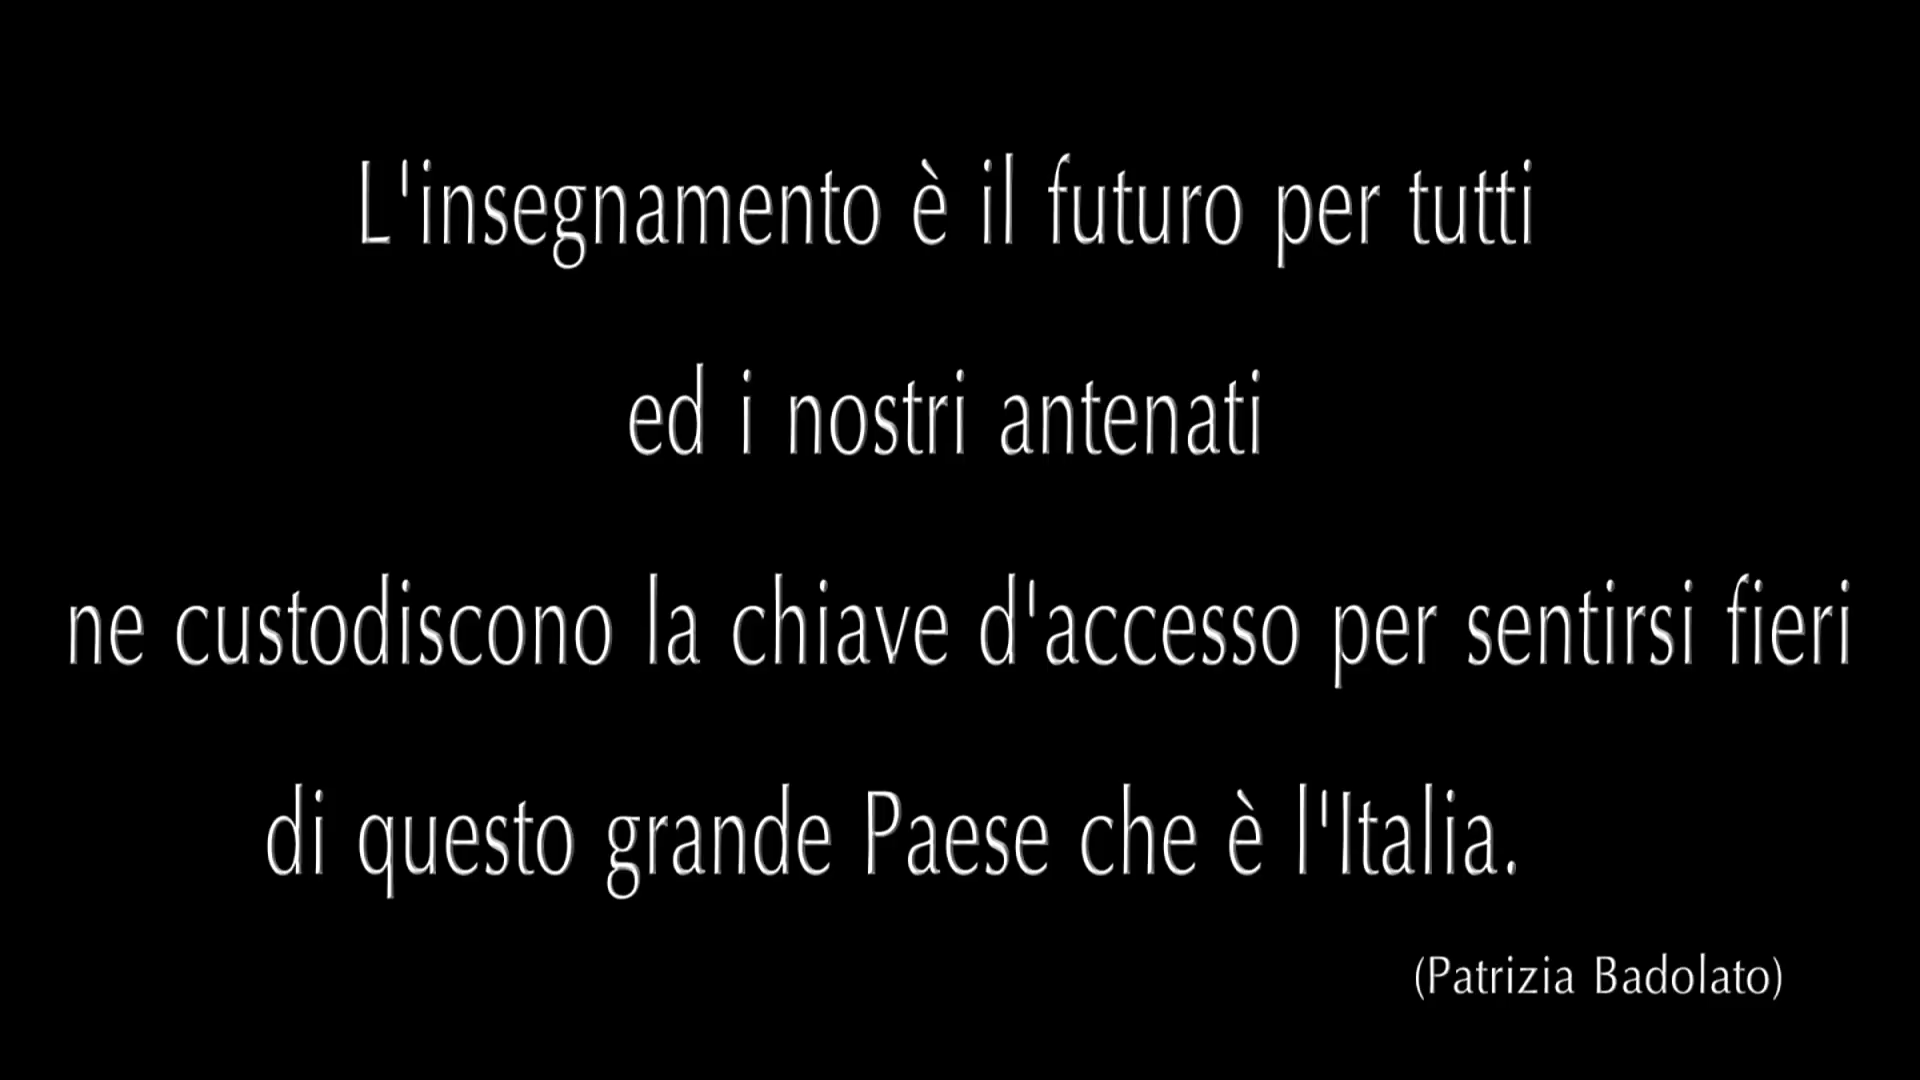 L'insegnamento è il futuro per tutti
ed i nostri antenati
ne custodiscono la chiave d'accesso per sentirsi fieri
di questo grande Paese che è l'Italia.
(Patrizia Badolato)